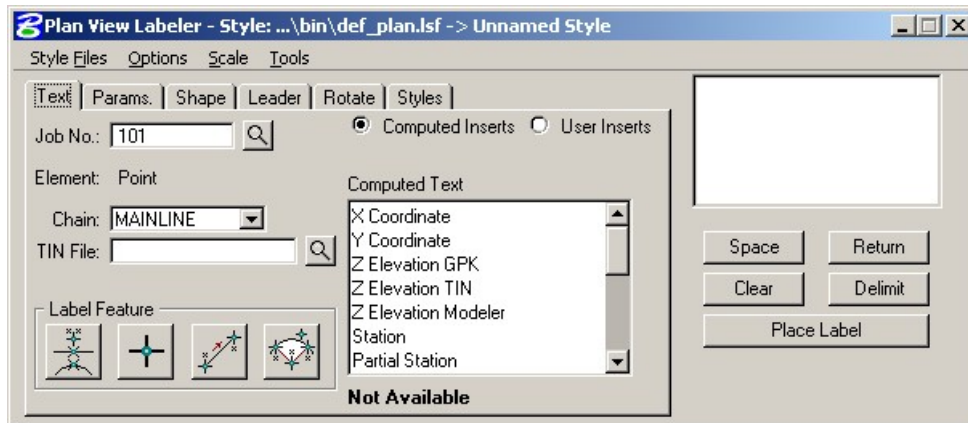 Plan View Labeler - Style: ...\bin\def_plan.lsf -> Unnamed Style
Style Files Options Scale Tools
Text Params. Shape Leader Rotate Styles
Job No.: 101
Computed Inserts User Inserts
Element: Point
Chain: MAINLINE
TIN File:
Label Feature
Computed Text
X Coordinate
Y Coordinate
Z Elevation GPK
Z Elevation TIN
Z Elevation Modeler
Station
Partial Station
Not Available
Space Return
Clear Delimit
Place Label